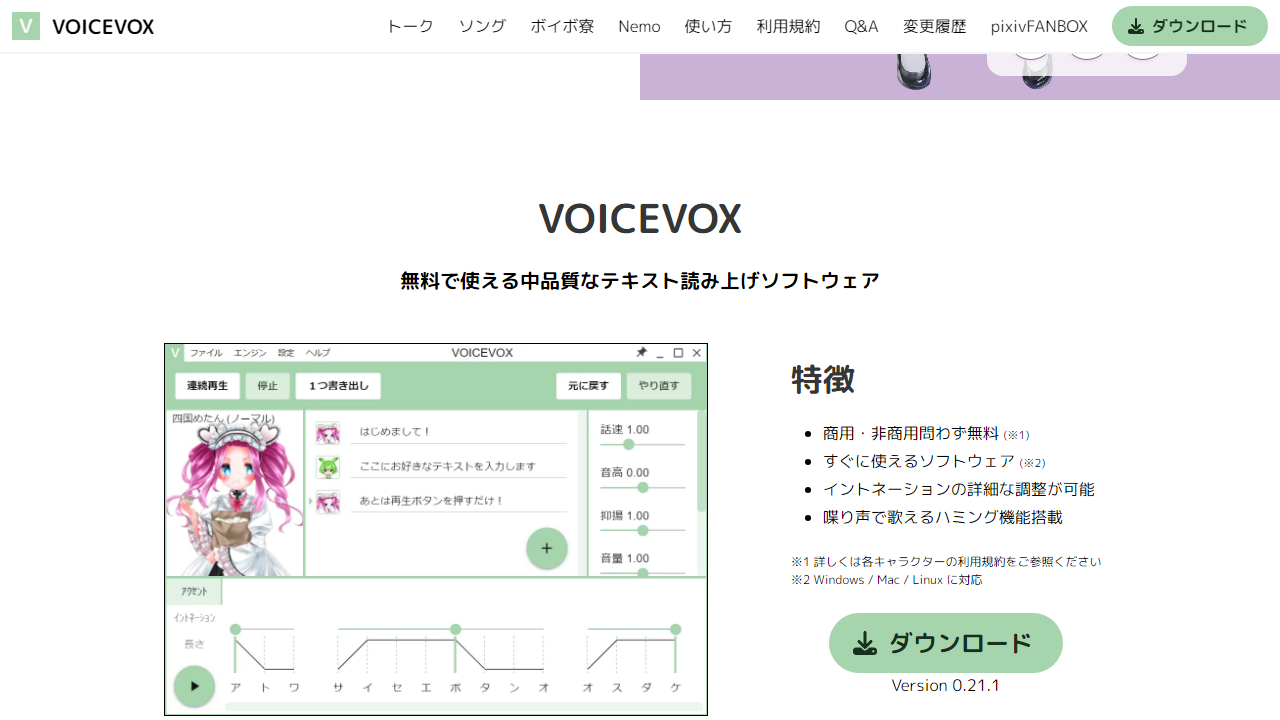 V VOICEVOX トーク ソング ボイボ寮 Nemo 使い方 利用規約 Q&A 変更履歴 pixivFANBOX ダウンロード
VOICEVOX
無料で使える中品質なテキスト読み上げソフトウェア
V ファイル エンジン 設定 ヘルプ VOICEVOX
連続再生 停止 1つ書き出し 元に戻す やり直す
四国めたん (ノーマル)
はじめまして!
ここにお好きなテキストを入力します
あとは再生ボタンを押すだけ!
話速 1.00
音高 0.00
抑揚 1.00
音量 1.00
アクセント
イントネーション
長さ
ア ト ワ サ イ セ エ ボ タ ン オ オ ス ダ ケ
特徴
• 商用・非商用問わず無料 (※1)
• すぐに使えるソフトウェア (※2)
• イントネーションの詳細な調整が可能
• 喋り声で歌えるハミング機能搭載
※1 詳しくは各キャラクターの利用規約をご参照ください
※2 Windows / Mac / Linux に対応
ダウンロード
Version 0.21.1